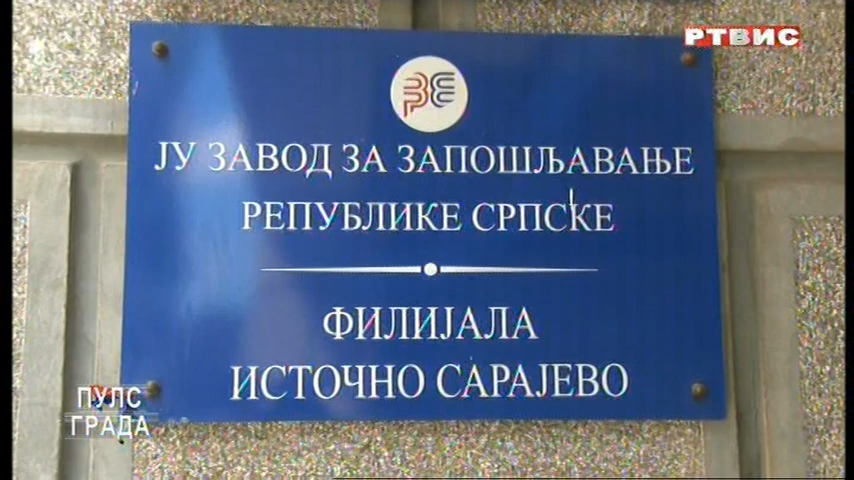 РТВИС
ЈУ ЗАВОД ЗА ЗАПОШЉАВАЊЕ
РЕПУБЛИКЕ СРПСКЕ
ФИЛИЈАЛА
ИСТОЧНО САРАЈЕВО
ПУЛС
ГРАДА